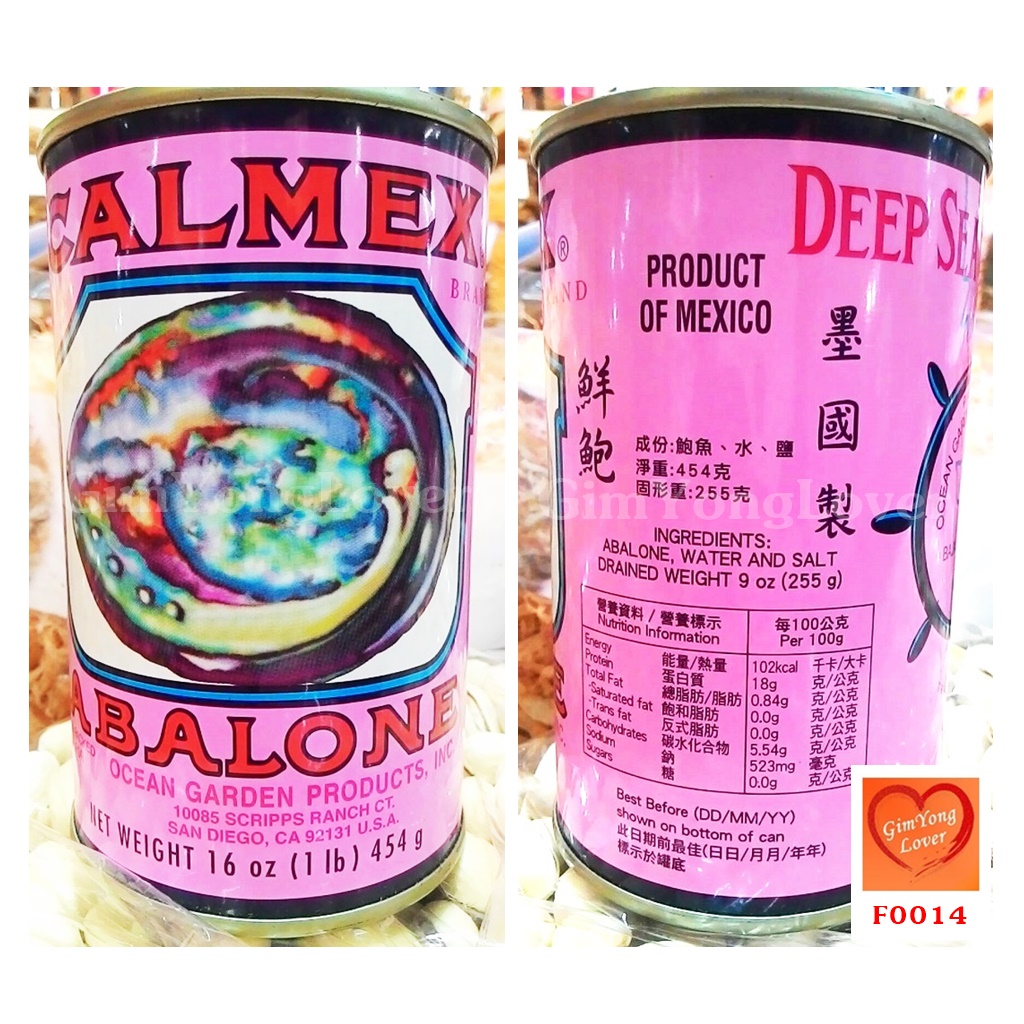 CALMEX
BRAND
ABALONE
OCEAN GARDEN PRODUCTS, INC.
10085 SCRIPPS RANCH CT.
SAN DIEGO, CA 92131 U.S.A.
NET WEIGHT 16 oz (1 lb) 454 g
GimYongLover
X®
AND
DEEP SEA
PRODUCT
OF MEXICO
墨國製
鮮鮑
成份:鮑魚、水、鹽
淨重:454克
固形重:255克
GimYongLover
INGREDIENTS:
ABALONE, WATER AND SALT
DRAINED WEIGHT 9 oz (255 g)
營養資料 / 營養標示 每100公克
Nutrition Information Per 100g
Energy 能量/熱量 102kcal 千卡/大卡
Protein 蛋白質 18g 克/公克
Total Fat 總脂肪/脂肪 0.84g 克/公克
-Saturated fat 飽和脂肪 0.0g 克/公克
-Trans fat 反式脂肪 0.0g 克/公克
Carbohydrates 碳水化合物 5.54g 克/公克
Sodium 鈉 523mg 毫克
Sugars 糖 0.0g 克/公克
Best Before (DD/MM/YY)
shown on bottom of can
此日期前最佳(日日/月月/年年)
標示於罐底
OCEAN GAR
GimYong
Lover
F0014